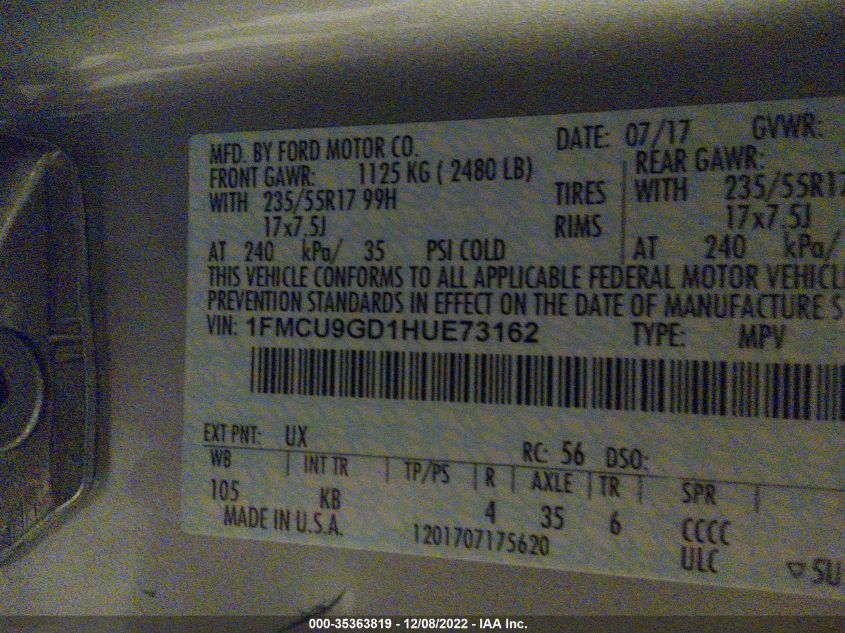 MFD. BY FORD MOTOR CO.
DATE: 07/17
GVWR:
FRONT GAWR: 1125 KG ( 2480 LB)
REAR GAWR:
WITH 235/55R17 99H
TIRES
WITH 235/55R17
17x7.5J
RIMS
17x7.5J
AT 240 kPa/ 35 PSI COLD
AT 240 kPa/
THIS VEHICLE CONFORMS TO ALL APPLICABLE FEDERAL MOTOR VEHICL
PREVENTION STANDARDS IN EFFECT ON THE DATE OF MANUFACTURE S
VIN: 1FMCU9GD1HUE73162
TYPE: MPV
EXT PNT: UX
RC: 56 DSO:
WB INT TR TP/PS R AXLE TR SPR
105 KB 4 35 6 CCCC
MADE IN U.S.A. 1201707175620 ULC
▽ SU
000-35363819 - 12/08/2022 - IAA Inc.